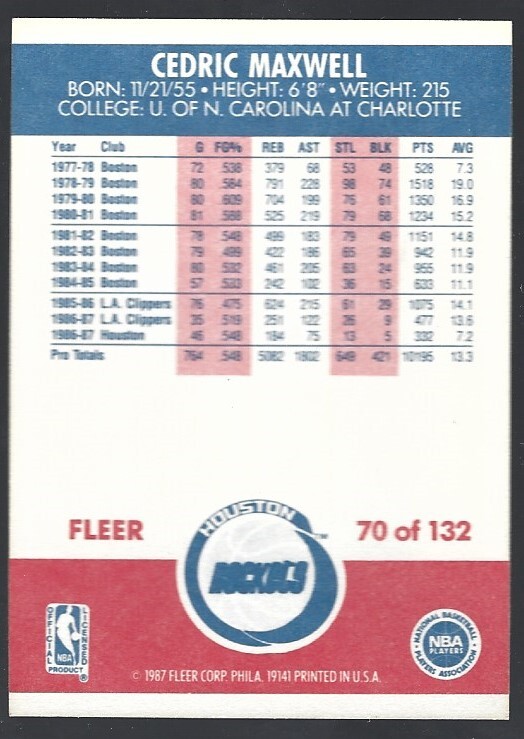 CEDRIC MAXWELL
BORN: 11/21/55 • HEIGHT: 6'8" • WEIGHT: 215
COLLEGE: U. OF N. CAROLINA AT CHARLOTTE
Year Club G FG% REB AST STL BLK PTS AVG
1977-78 Boston 72 .538 379 68 53 48 528 7.3
1978-79 Boston 80 .584 791 228 98 74 1518 19.0
1979-80 Boston 80 .609 704 199 76 61 1350 16.9
1980-81 Boston 81 .588 525 219 79 68 1234 15.2
1981-82 Boston 78 .548 499 183 79 49 1151 14.8
1982-83 Boston 79 .499 422 186 65 39 942 11.9
1983-84 Boston 80 .532 461 205 63 24 955 11.9
1984-85 Boston 57 .533 242 102 36 15 633 11.1
1985-86 L.A. Clippers 76 .475 624 215 61 29 1075 14.1
1986-87 L.A. Clippers 35 .519 251 122 26 9 477 13.6
1986-87 Houston 46 .548 184 75 13 5 332 7.2
Pro Totals 764 .548 5082 1802 649 421 10195 13.3
FLEER
HOUSTON
ROCKETS
TM
70 of 132
OFFICIAL LICENSED
NBA
PRODUCT ®
NATIONAL BASKETBALL
NBA
PLAYERS
PLAYERS ASSOCIATION
© 1987 FLEER CORP. PHILA. 19141 PRINTED IN U.S.A.